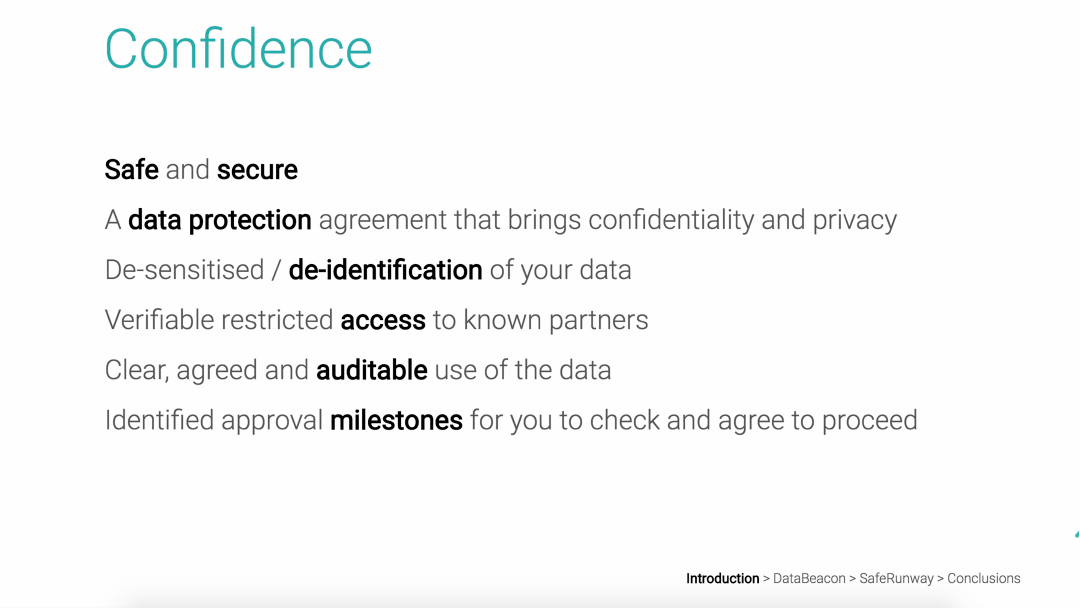 Confidence
Safe and secure
A data protection agreement that brings confidentiality and privacy
De-sensitised / de-identification of your data
Verifiable restricted access to known partners
Clear, agreed and auditable use of the data
Identified approval milestones for you to check and agree to proceed
Introduction > DataBeacon > SafeRunway > Conclusions